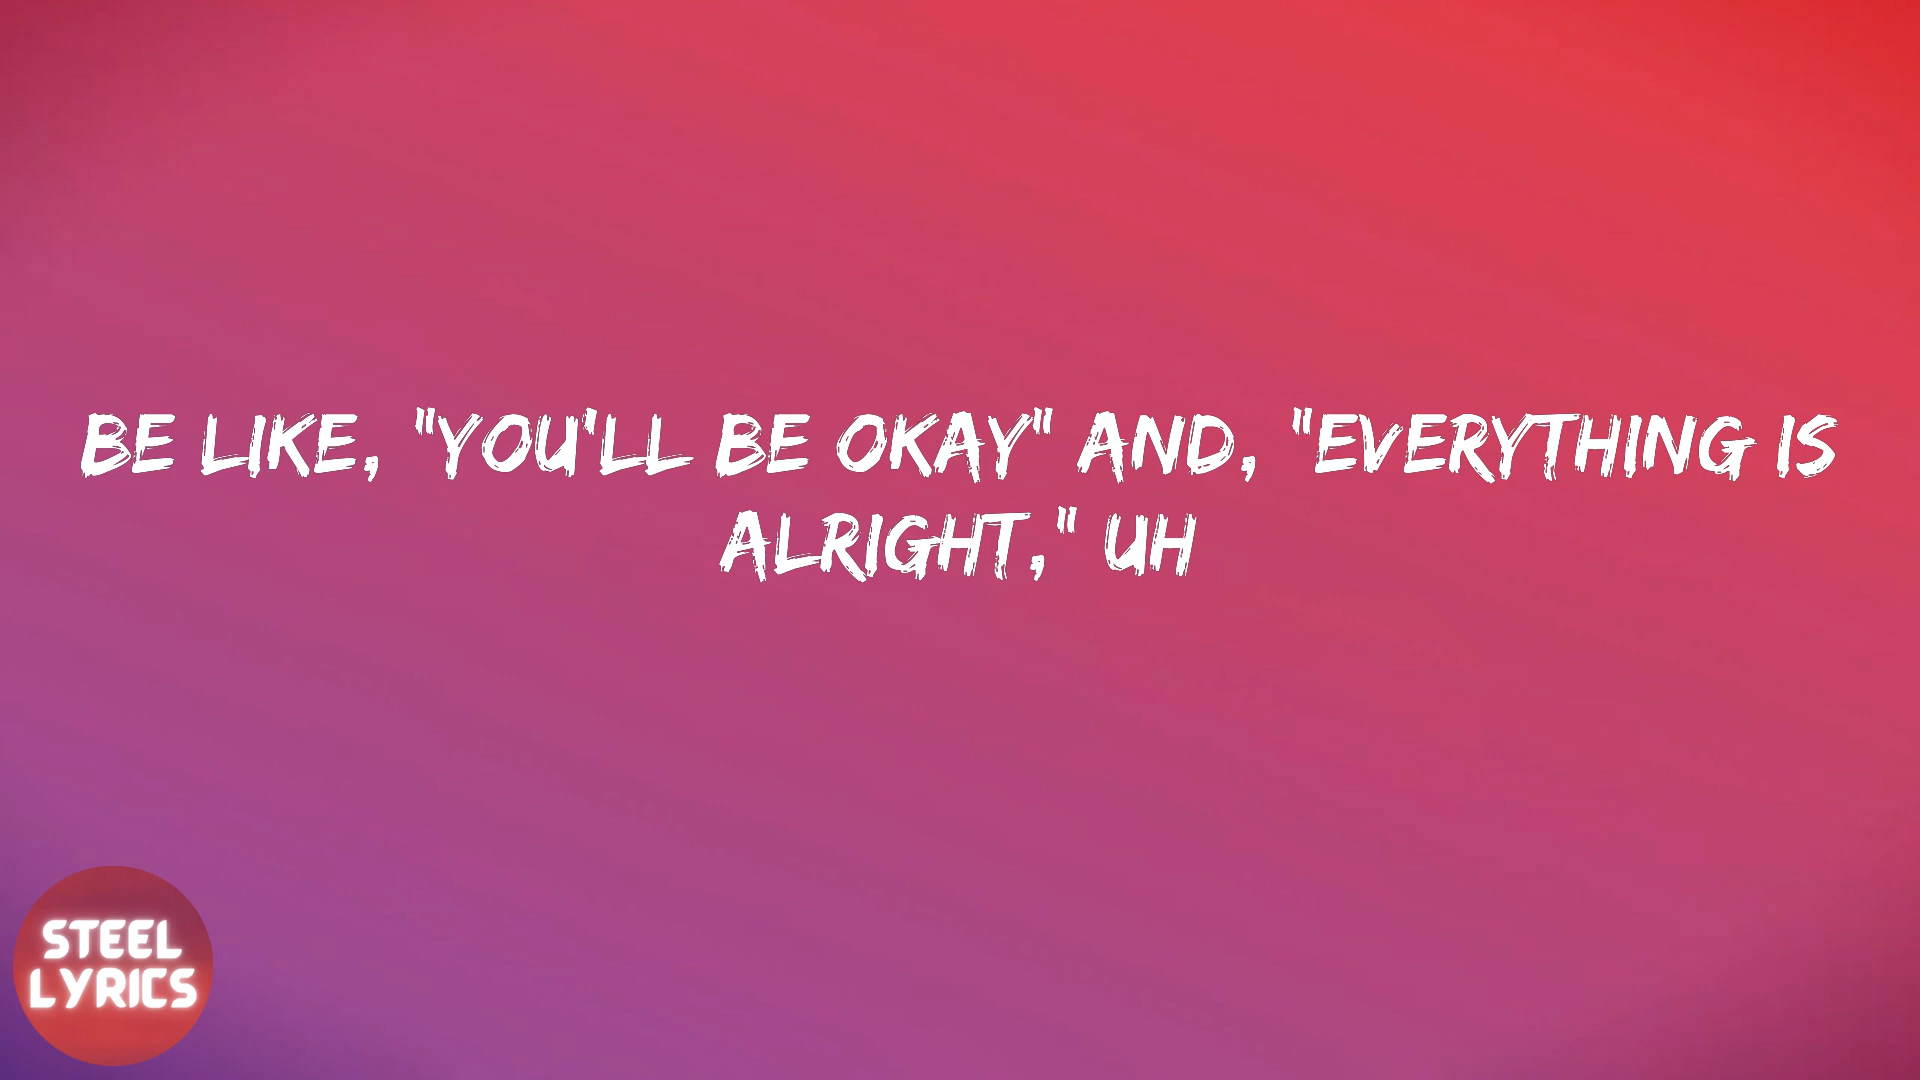 BE LIKE, "YOU'LL BE OKAY" AND, "EVERYTHING IS
ALRIGHT," UH
STEEL
LYRICS